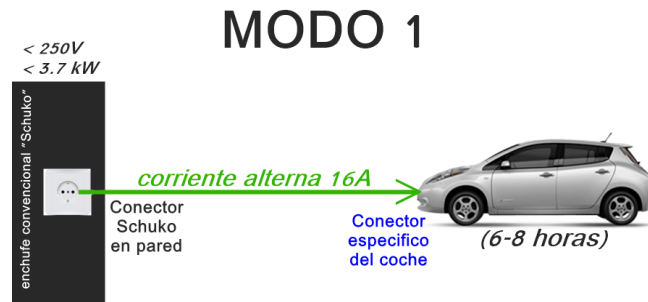 MODO 1
< 250V
< 3.7 kW
enchufe convencional "Schuko"
corriente alterna 16A
Conector
Schuko
en pared
Conector
especifico
del coche
(6-8 horas)